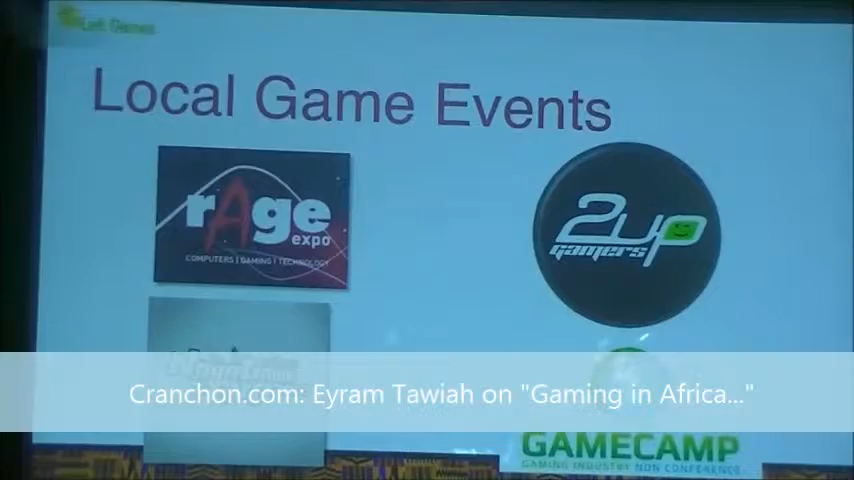 Leti Games
Local Game Events
rAge
expo
COMPUTERS | GAMING | TECHNOLOGY
2up
gamers
Cranchon.com: Eyram Tawiah on "Gaming in Africa..."
GAMECAMP
GAMING INDUSTRY NON CONFERENCE